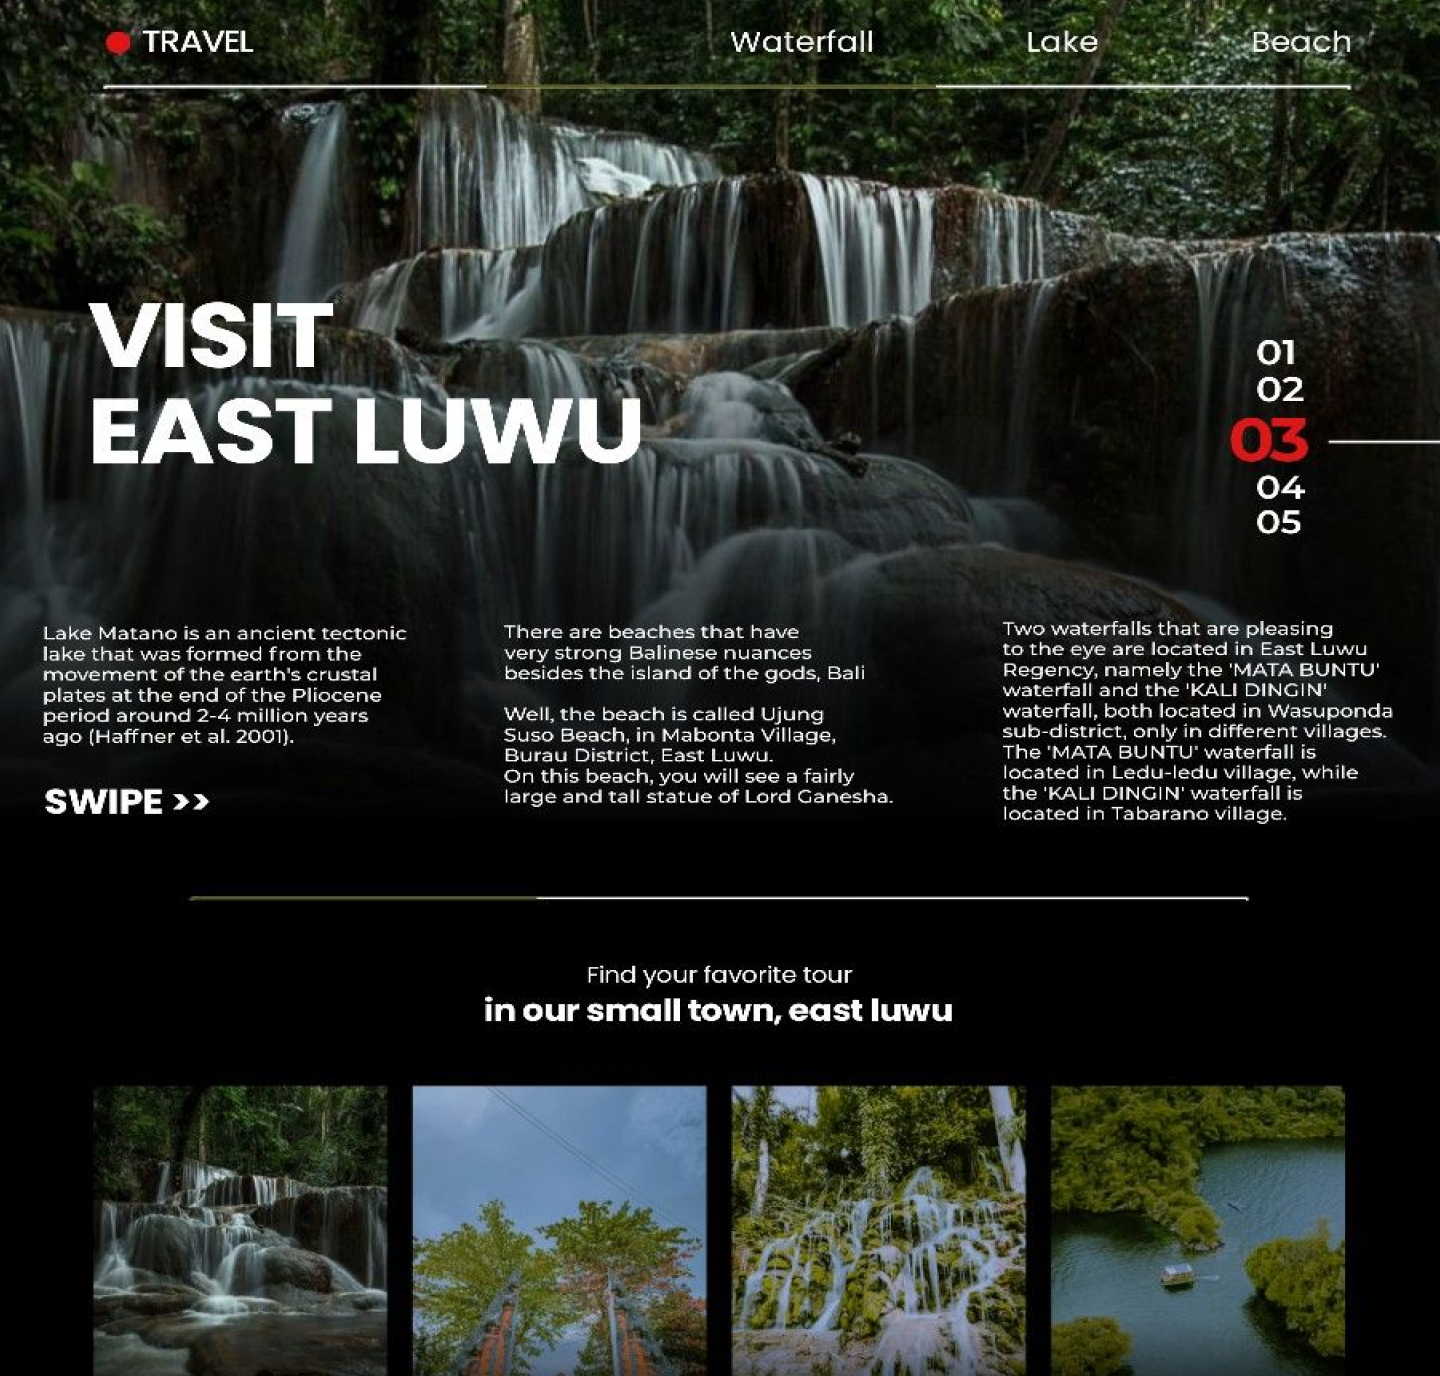 TRAVEL
Waterfall
Lake
Beach
VISIT
EAST LUWU
01
02
03
04
05
Lake Matano is an ancient tectonic
lake that was formed from the
movement of the earth's crustal
plates at the end of the Pliocene
period around 2-4 million years
ago (Haffner et al. 2001).
SWIPE >>
There are beaches that have
very strong Balinese nuances
besides the island of the gods, Bali
Well, the beach is called Ujung
Suso Beach, in Mabonta Village,
Burau District, East Luwu.
On this beach, you will see a fairly
large and tall statue of Lord Ganesha.
Two waterfalls that are pleasing
to the eye are located in East Luwu
Regency, namely the 'MATA BUNTU'
waterfall and the 'KALI DINGIN'
waterfall, both located in Wasuponda
sub-district, only in different villages.
The 'MATA BUNTU' waterfall is
located in Ledu-ledu village, while
the 'KALI DINGIN' waterfall is
located in Tabarano village.
Find your favorite tour
in our small town, east luwu